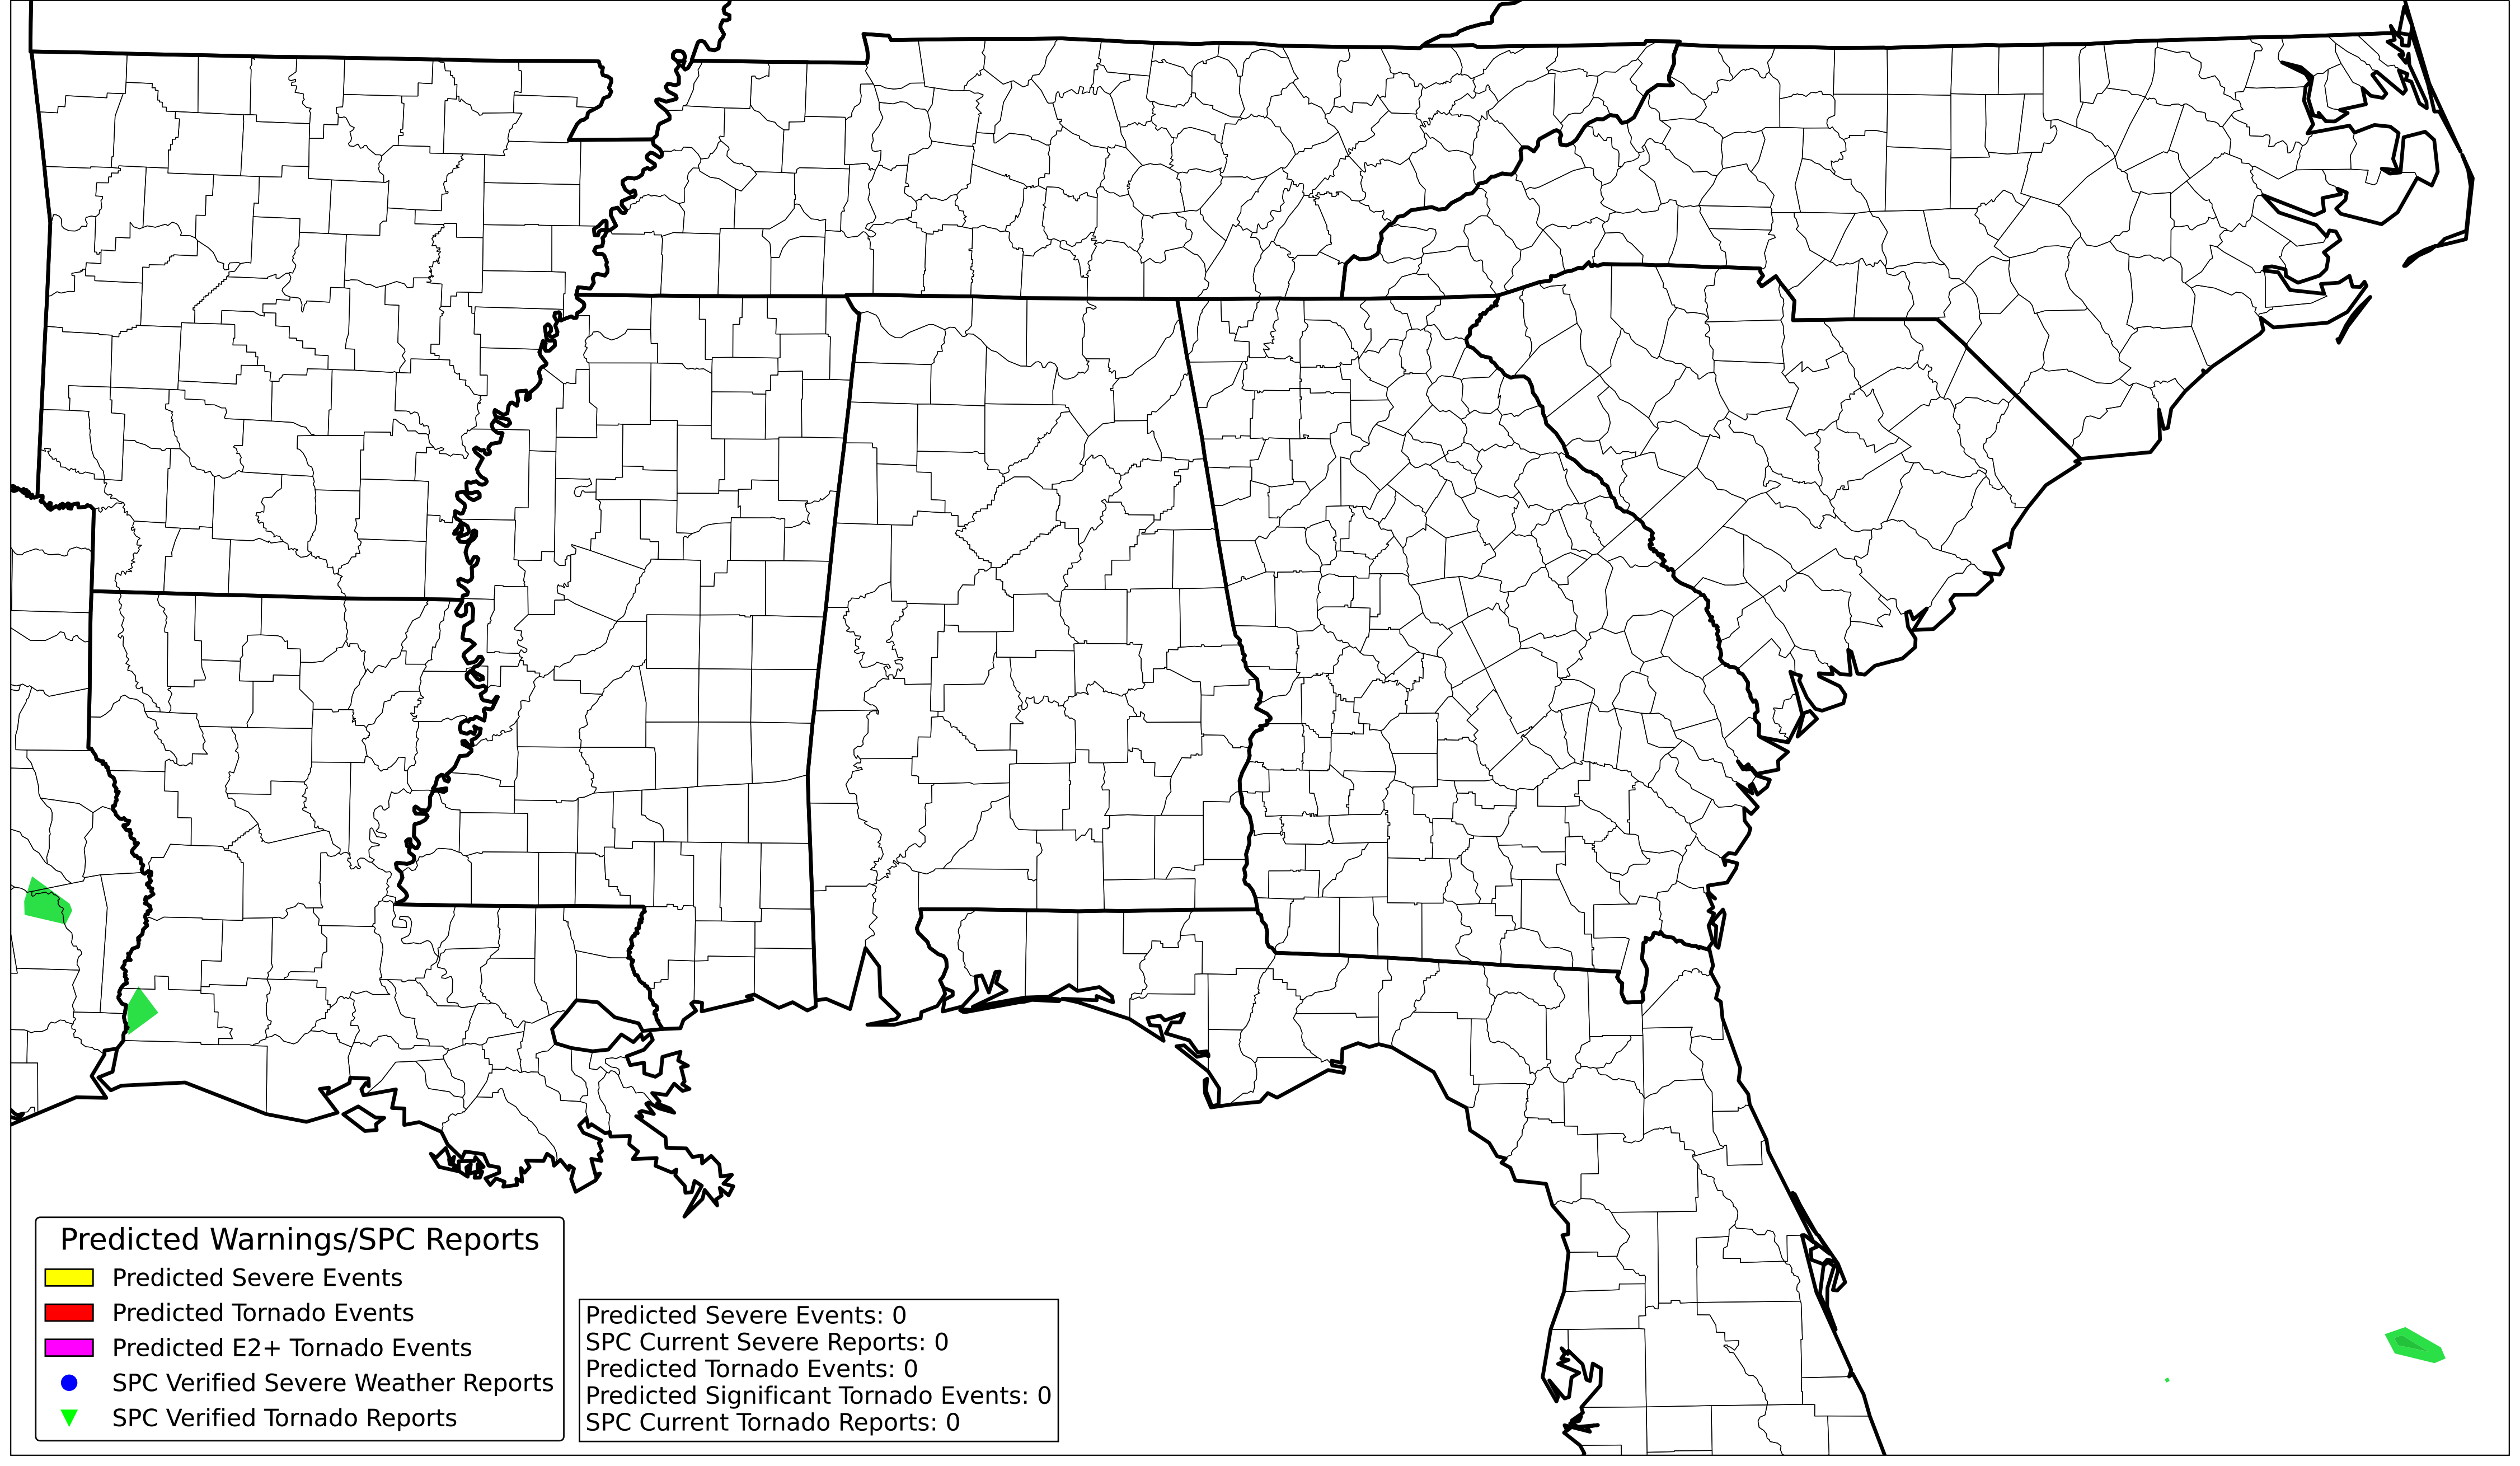 Predicted Warnings/SPC Reports
Predicted Severe Events
Predicted Tornado Events
Predicted E2+ Tornado Events
SPC Verified Severe Weather Reports
SPC Verified Tornado Reports
Predicted Severe Events: 0
SPC Current Severe Reports: 0
Predicted Tornado Events: 0
Predicted Significant Tornado Events: 0
SPC Current Tornado Reports: 0